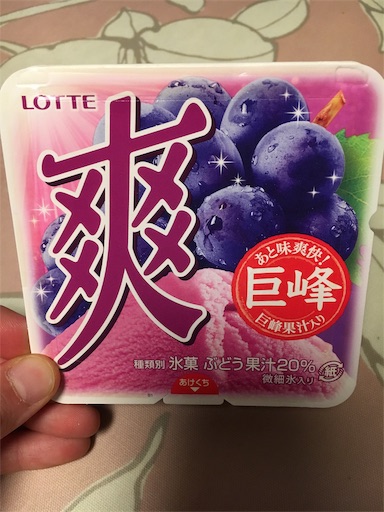 LOTTE
爽
あと味爽快!
巨峰
巨峰果汁入り
種類別 氷菓 ぶどう果汁20%
微細氷入り
紙
あけくち